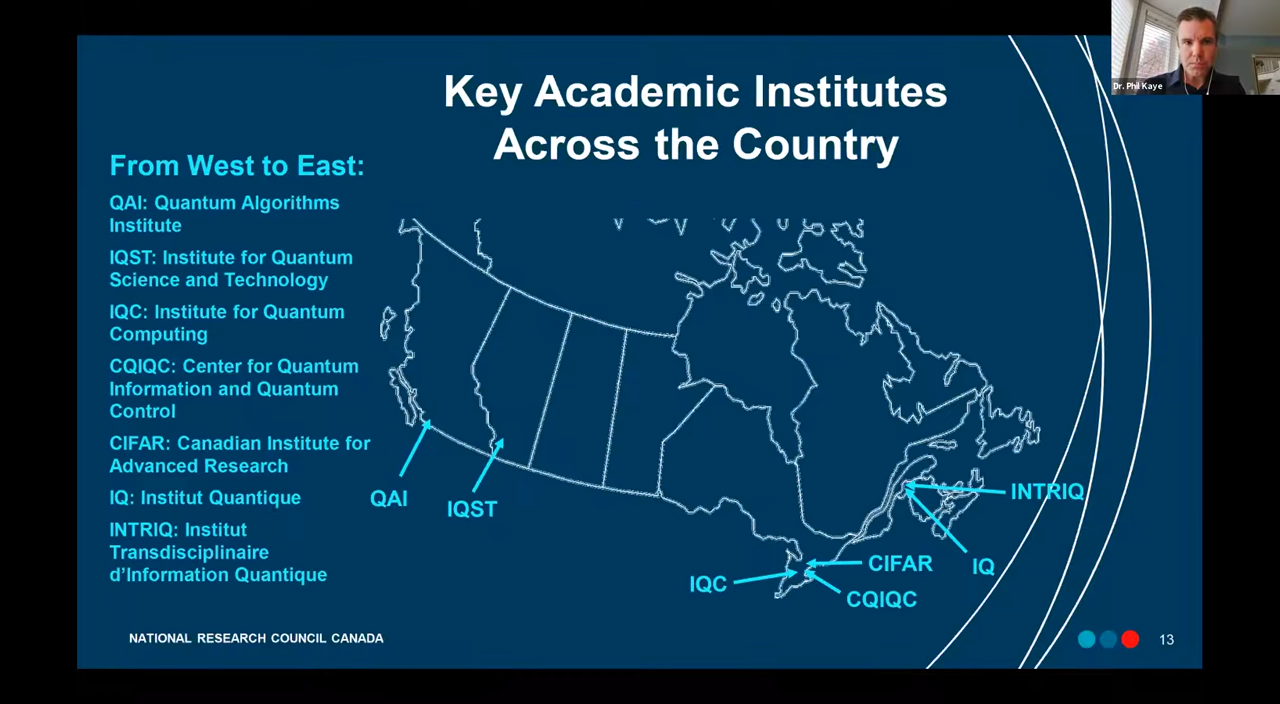 Dr. Phil Kaye
Key Academic Institutes
Across the Country
From West to East:
QAI: Quantum Algorithms
Institute
IQST: Institute for Quantum
Science and Technology
IQC: Institute for Quantum
Computing
CQIQC: Center for Quantum
Information and Quantum
Control
CIFAR: Canadian Institute for
Advanced Research
IQ: Institut Quantique
INTRIQ: Institut
Transdisciplinaire
d’Information Quantique
QAI
IQST
INTRIQ
IQ
CIFAR
IQC
CQIQC
NATIONAL RESEARCH COUNCIL CANADA
13